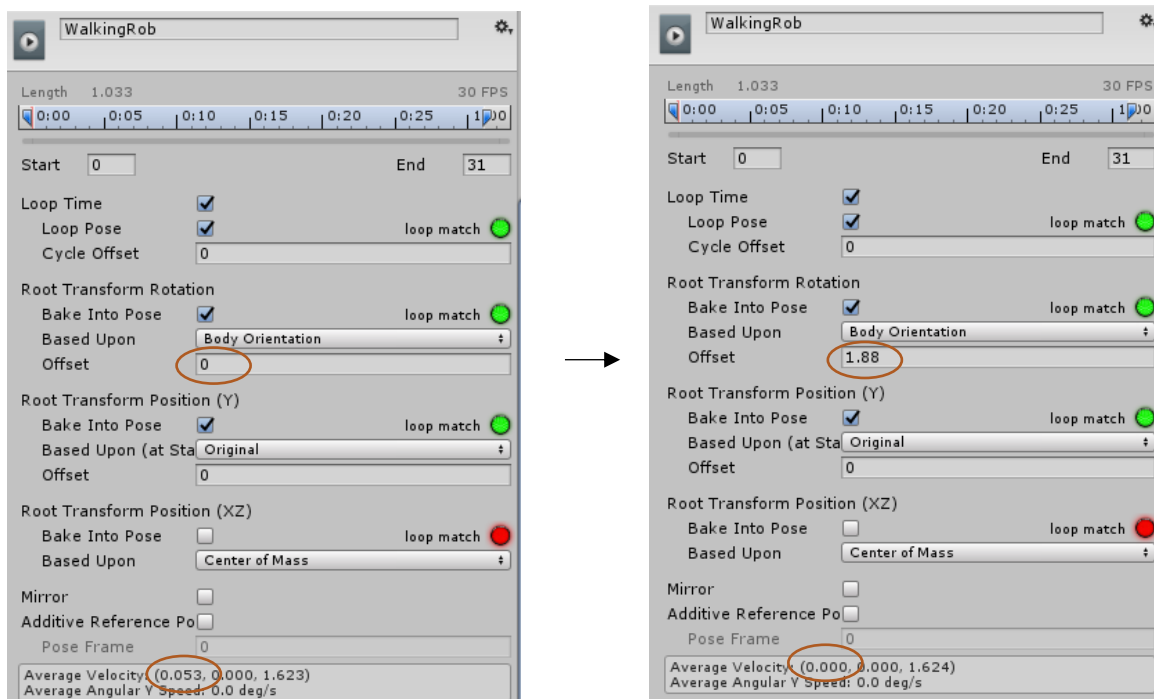 WalkingRob
Length 1.033 30 FPS
0:00 0:05 0:10 0:15 0:20 0:25 1:00
Start 0 End 31
Loop Time
Loop Pose loop match
Cycle Offset 0
Root Transform Rotation
Bake Into Pose loop match
Based Upon Body Orientation
Offset 0
Root Transform Position (Y)
Bake Into Pose loop match
Based Upon (at Sta Original
Offset 0
Root Transform Position (XZ)
Bake Into Pose loop match
Based Upon Center of Mass
Mirror
Additive Reference Po
Pose Frame 0
Average Velocity: (0.053, 0.000, 1.623)
Average Angular Y Speed: 0.0 deg/s
WalkingRob
Length 1.033 30 FPS
0:00 0:05 0:10 0:15 0:20 0:25 1:00
Start 0 End 31
Loop Time
Loop Pose loop match
Cycle Offset 0
Root Transform Rotation
Bake Into Pose loop match
Based Upon Body Orientation
Offset 1.88
Root Transform Position (Y)
Bake Into Pose loop match
Based Upon (at Sta Original
Offset 0
Root Transform Position (XZ)
Bake Into Pose loop match
Based Upon Center of Mass
Mirror
Additive Reference Po
Pose Frame 0
Average Velocity: (0.000, 0.000, 1.624)
Average Angular Y Speed: 0.0 deg/s